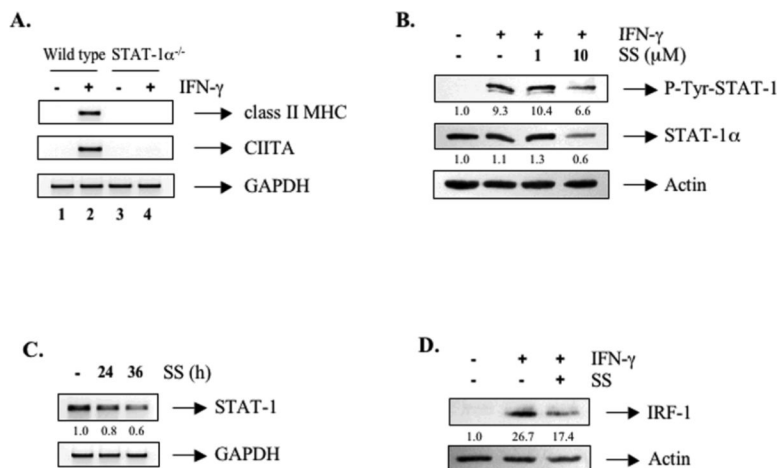 A.
Wild type STAT-1α-/-
- + - + IFN-γ
class II MHC
CIITA
GAPDH
1 2 3 4
B.
- + + + IFN-γ
- - 1 10 SS (μM)
P-Tyr-STAT-1
1.0 9.3 10.4 6.6
STAT-1α
1.0 1.1 1.3 0.6
Actin
C.
- 24 36 SS (h)
STAT-1
1.0 0.8 0.6
GAPDH
D.
- + + IFN-γ
- - + SS
IRF-1
1.0 26.7 17.4
Actin